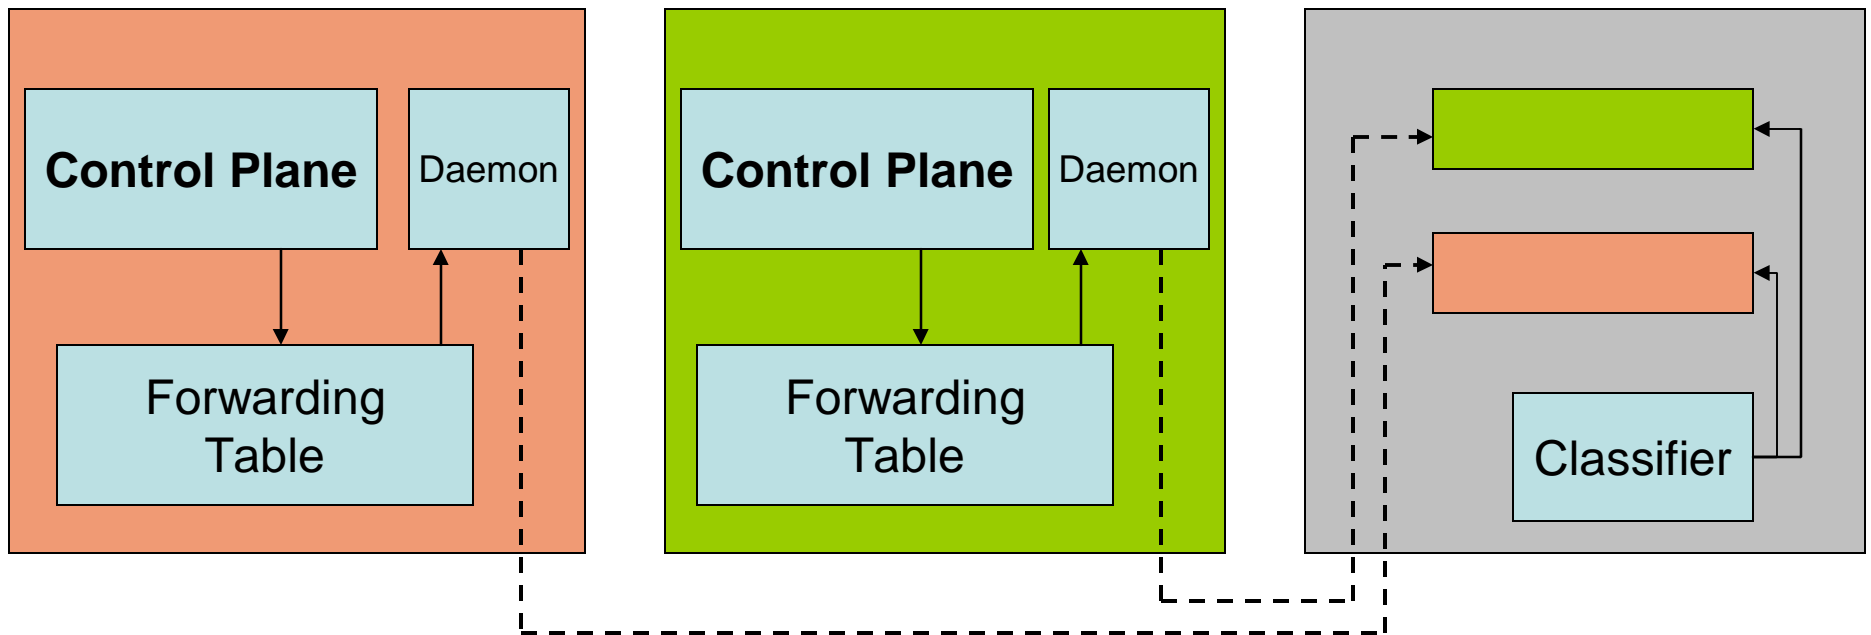 Control Plane
Daemon
Forwarding
Table
Control Plane
Daemon
Forwarding
Table
Classifier